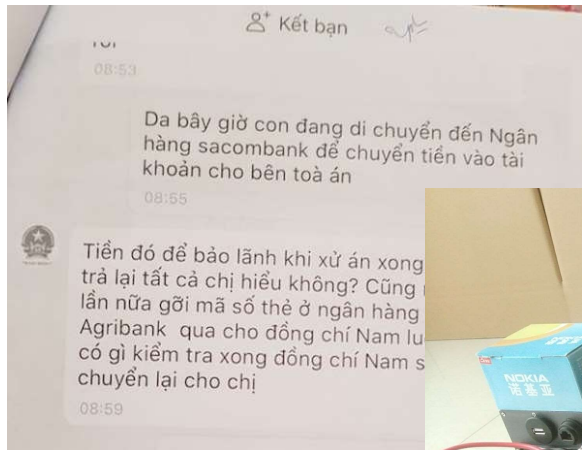 Kết bạn
08:53
Da bây giờ con đang di chuyển đến Ngân
hàng sacombank để chuyển tiền vào tài
khoản cho bên toà án
08:55
Tiền đó để bảo lãnh khi xử án xong
trả lại tất cả chị hiểu không? Cũng
lần nữa gỡi mã số thẻ ở ngân hàng
Agribank qua cho đồng chí Nam
có gì kiểm tra xong đồng chí Nam
chuyển lại cho chị
08:59
NOKIA
诺基亚